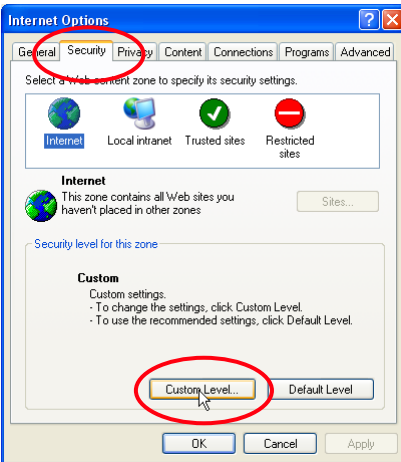 Internet Options
General Security Privacy Content Connections Programs Advanced
Select a Web content zone to specify its security settings.
Internet Local intranet Trusted sites Restricted
sites
Internet
This zone contains all Web sites you
haven't placed in other zones
Sites...
Security level for this zone
Custom
Custom settings.
- To change the settings, click Custom Level.
- To use the recommended settings, click Default Level.
Custom Level... Default Level
OK Cancel Apply